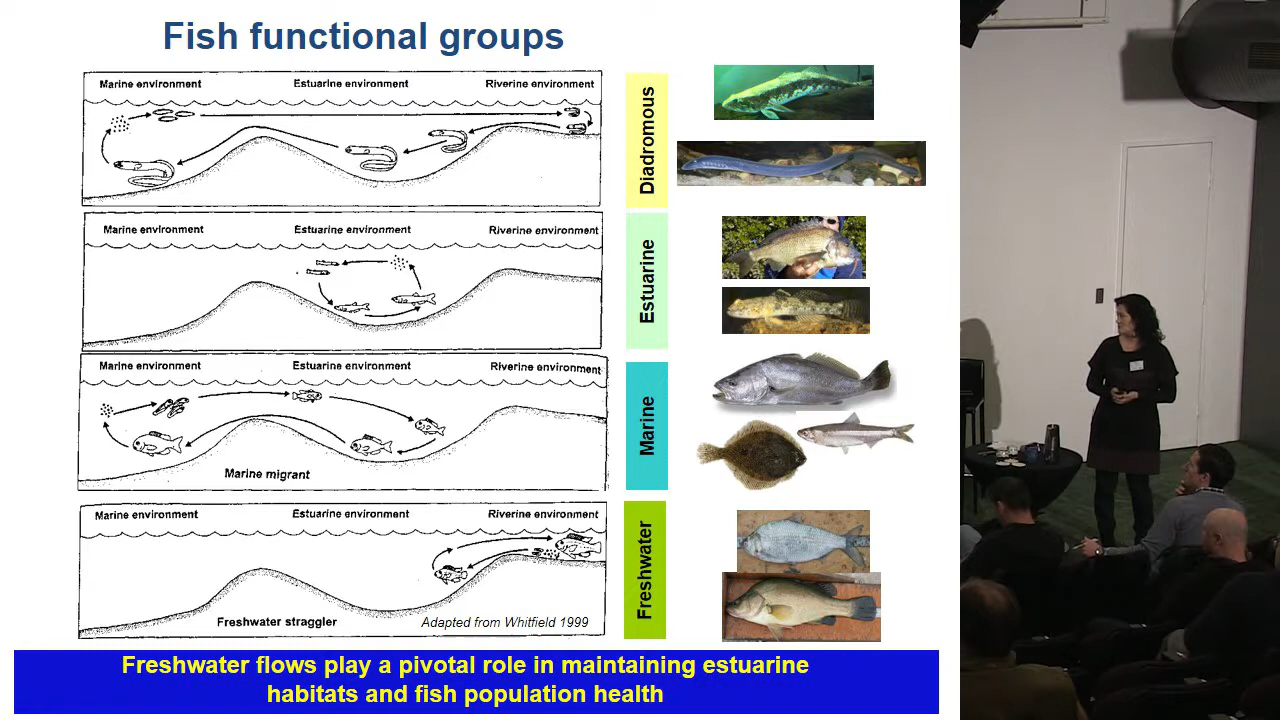 Fish functional groups
Marine environment Estuarine environment Riverine environment
Diadromous
Marine environment Estuarine environment Riverine environment
Estuarine
Marine environment Estuarine environment Riverine environment
Marine migrant
Marine
Marine environment Estuarine environment Riverine environment
Freshwater straggler
Adapted from Whitfield 1999
Freshwater
Freshwater flows play a pivotal role in maintaining estuarine
habitats and fish population health